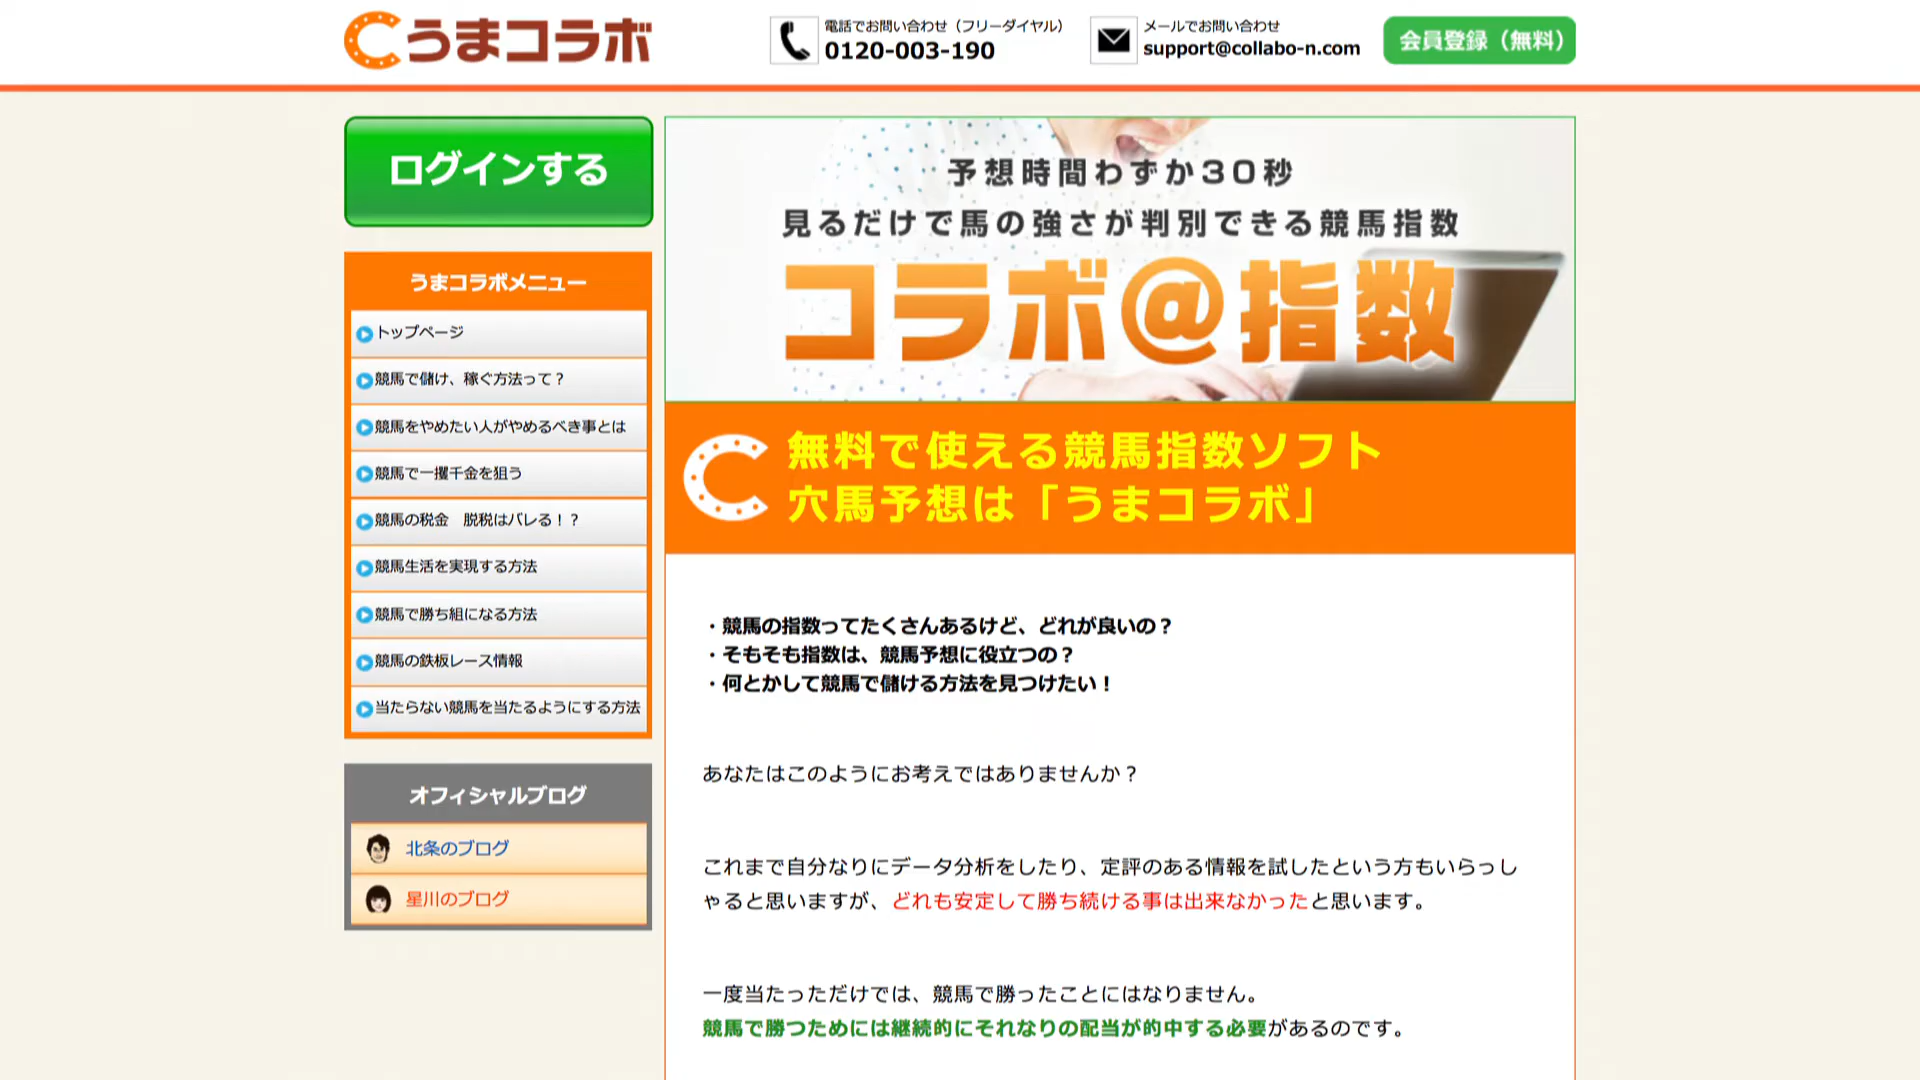 うまコラボ
電話でお問い合わせ（フリーダイヤル）
0120-003-190
メールでお問い合わせ
support@collabo-n.com
会員登録（無料）
ログインする
うまコラボメニュー
トップページ
競馬で儲け、稼ぐ方法って？
競馬をやめたい人がやめるべき事とは
競馬で一攫千金を狙う
競馬の税金　脱税はバレる！？
競馬生活を実現する方法
競馬で勝ち組になる方法
競馬の鉄板レース情報
当たらない競馬を当たるようにする方法
オフィシャルブログ
北条のブログ
星川のブログ
予想時間わずか30秒
見るだけで馬の強さが判別できる競馬指数
コラボ@指数
無料で使える競馬指数ソフト
穴馬予想は「うまコラボ」
・競馬の指数ってたくさんあるけど、どれが良いの？
・そもそも指数は、競馬予想に役立つの？
・何とかして競馬で儲ける方法を見つけたい！
あなたはこのようにお考えではありませんか？
これまで自分なりにデータ分析をしたり、定評のある情報を試したという方もいらっし
ゃると思いますが、どれも安定して勝ち続ける事は出来なかったと思います。
一度当たっただけでは、競馬で勝ったことにはなりません。
競馬で勝つためには継続的にそれなりの配当が的中する必要があるのです。